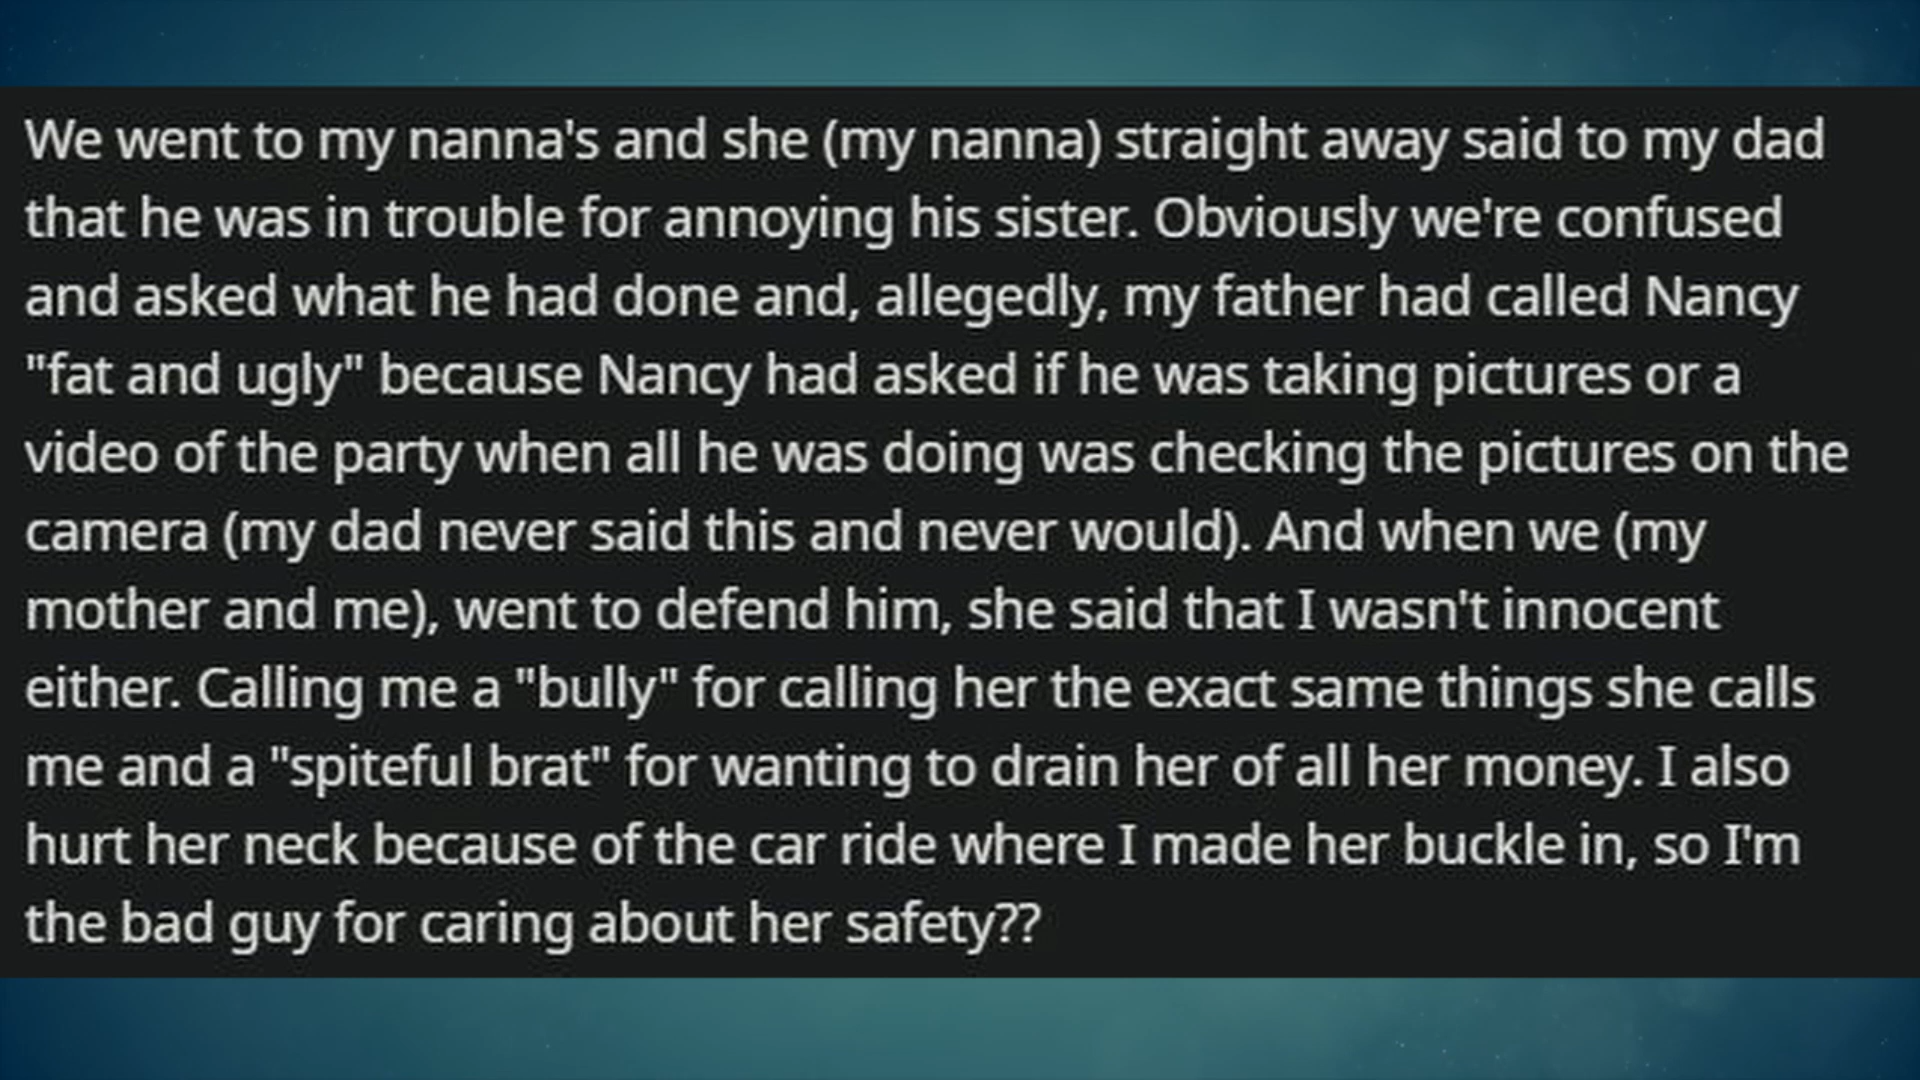 We went to my nanna's and she (my nanna) straight away said to my dad
that he was in trouble for annoying his sister. Obviously we're confused
and asked what he had done and, allegedly, my father had called Nancy
"fat and ugly" because Nancy had asked if he was taking pictures or a
video of the party when all he was doing was checking the pictures on the
camera (my dad never said this and never would). And when we (my
mother and me), went to defend him, she said that I wasn't innocent
either. Calling me a "bully" for calling her the exact same things she calls
me and a "spiteful brat" for wanting to drain her of all her money. I also
hurt her neck because of the car ride where I made her buckle in, so I'm
the bad guy for caring about her safety??